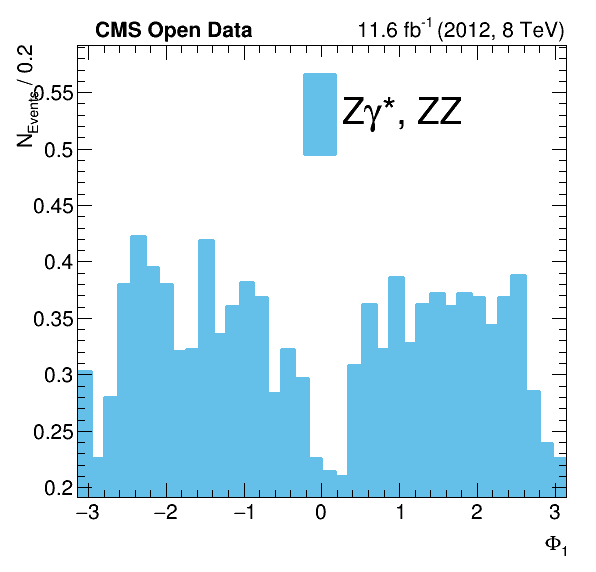 CMS Open Data 11.6 fb⁻¹ (2012, 8 TeV)
N_Events / 0.2
Zγ*, ZZ
0.55
0.5
0.45
0.4
0.35
0.3
0.25
0.2
−3 −2 −1 0 1 2 3
Φ₁